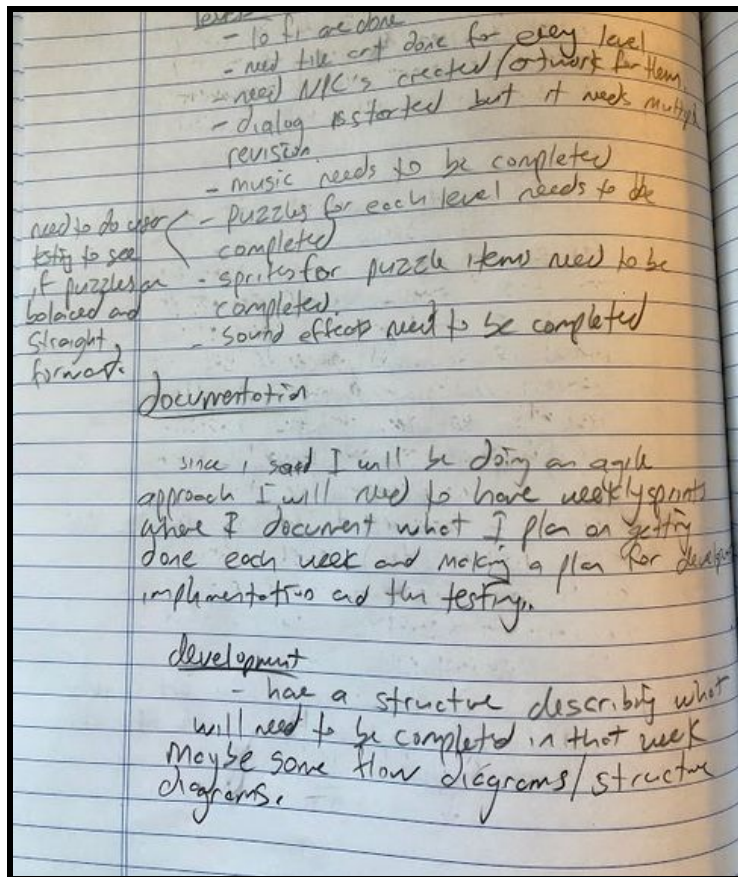 levels
- lo fi are done
- need tile art done for every level
- need NPC's created/artwork for them.
- dialog is started but it needs multiple
revision.
- music needs to be completed
- puzzles for each level needs to be
completed
- sprites for puzzle items need to be
completed.
- sound effects need to be completed
need to do user
testing to see
if puzzles are
balaced and
straight
forward.
documentation
since i said I will be doing an agile
approach I will need to have weekly sprints
where I document what I plan on getting
done each week and making a plan for
implimentation and then testing..
development
- have a structure describing what
will need to be completed in that week
Maybe some flow diagrams/structure
diagrams.